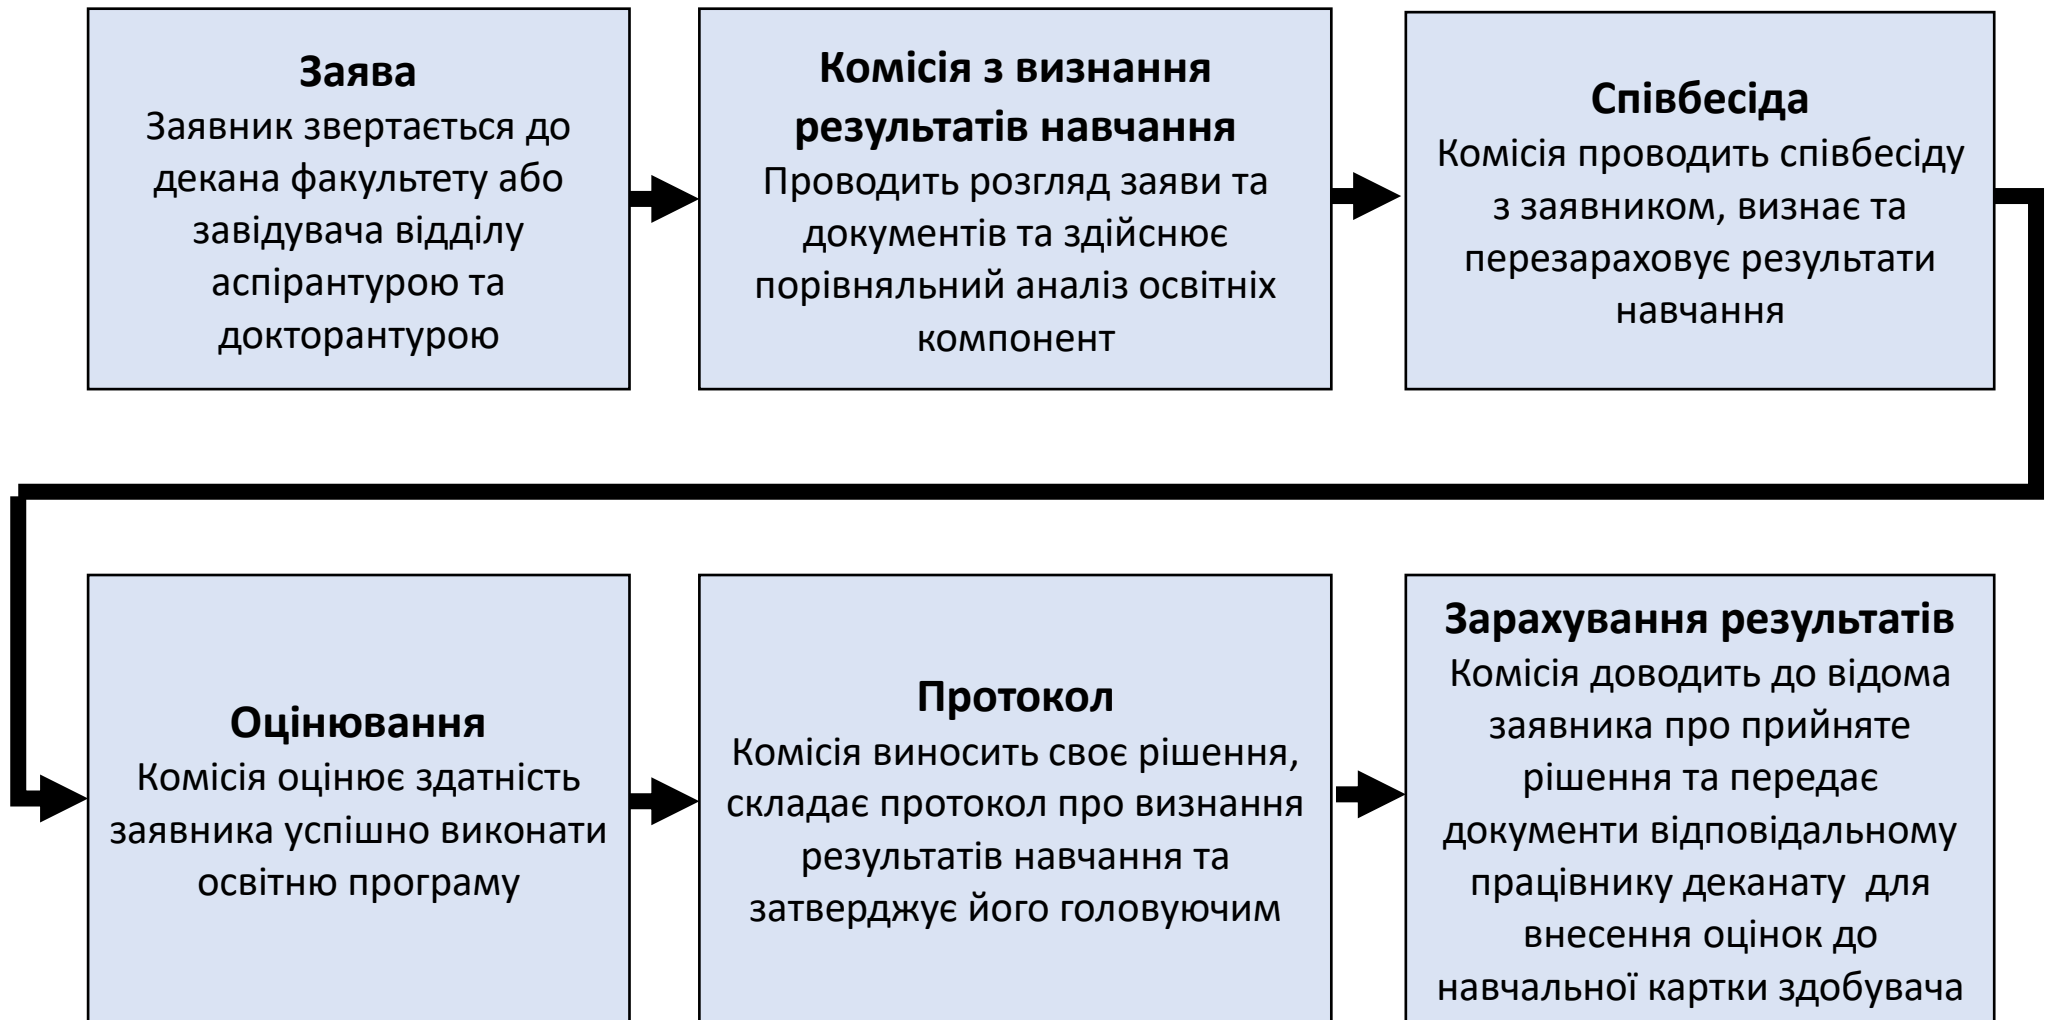 Заява
Заявник звертається до
декана факультету або
завідувача відділу
аспірантурою та
докторантурою
Комісія з визнання
результатів навчання
Проводить розгляд заяви та
документів та здійснює
порівняльний аналіз освітніх
компонент
Співбесіда
Комісія проводить співбесіду
з заявником, визнає та
перезараховує результати
навчання
Оцінювання
Комісія оцінює здатність
заявника успішно виконати
освітню програму
Протокол
Комісія виносить своє рішення,
складає протокол про визнання
результатів навчання та
затверджує його головуючим
Зарахування результатів
Комісія доводить до відома
заявника про прийняте
рішення та передає
документи відповідальному
працівнику деканату  для
внесення оцінок до
навчальної картки здобувача